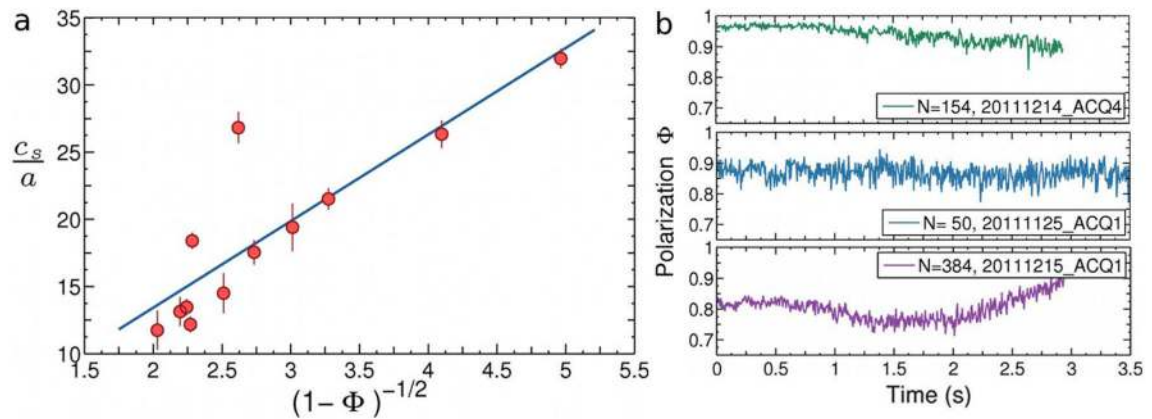 a
35
30
25
20
15
10
c_s
a
1.5 2 2.5 3 3.5 4 4.5 5 5.5
(1− Φ)−1/2
b
Polarization Φ
1
0.9
0.8
0.7
N=154, 20111214_ACQ4
1
0.9
0.8
0.7
N= 50, 20111125_ACQ1
1
0.9
0.8
0.7
N=384, 20111215_ACQ1
0 0.5 1 1.5 2 2.5 3 3.5
Time (s)